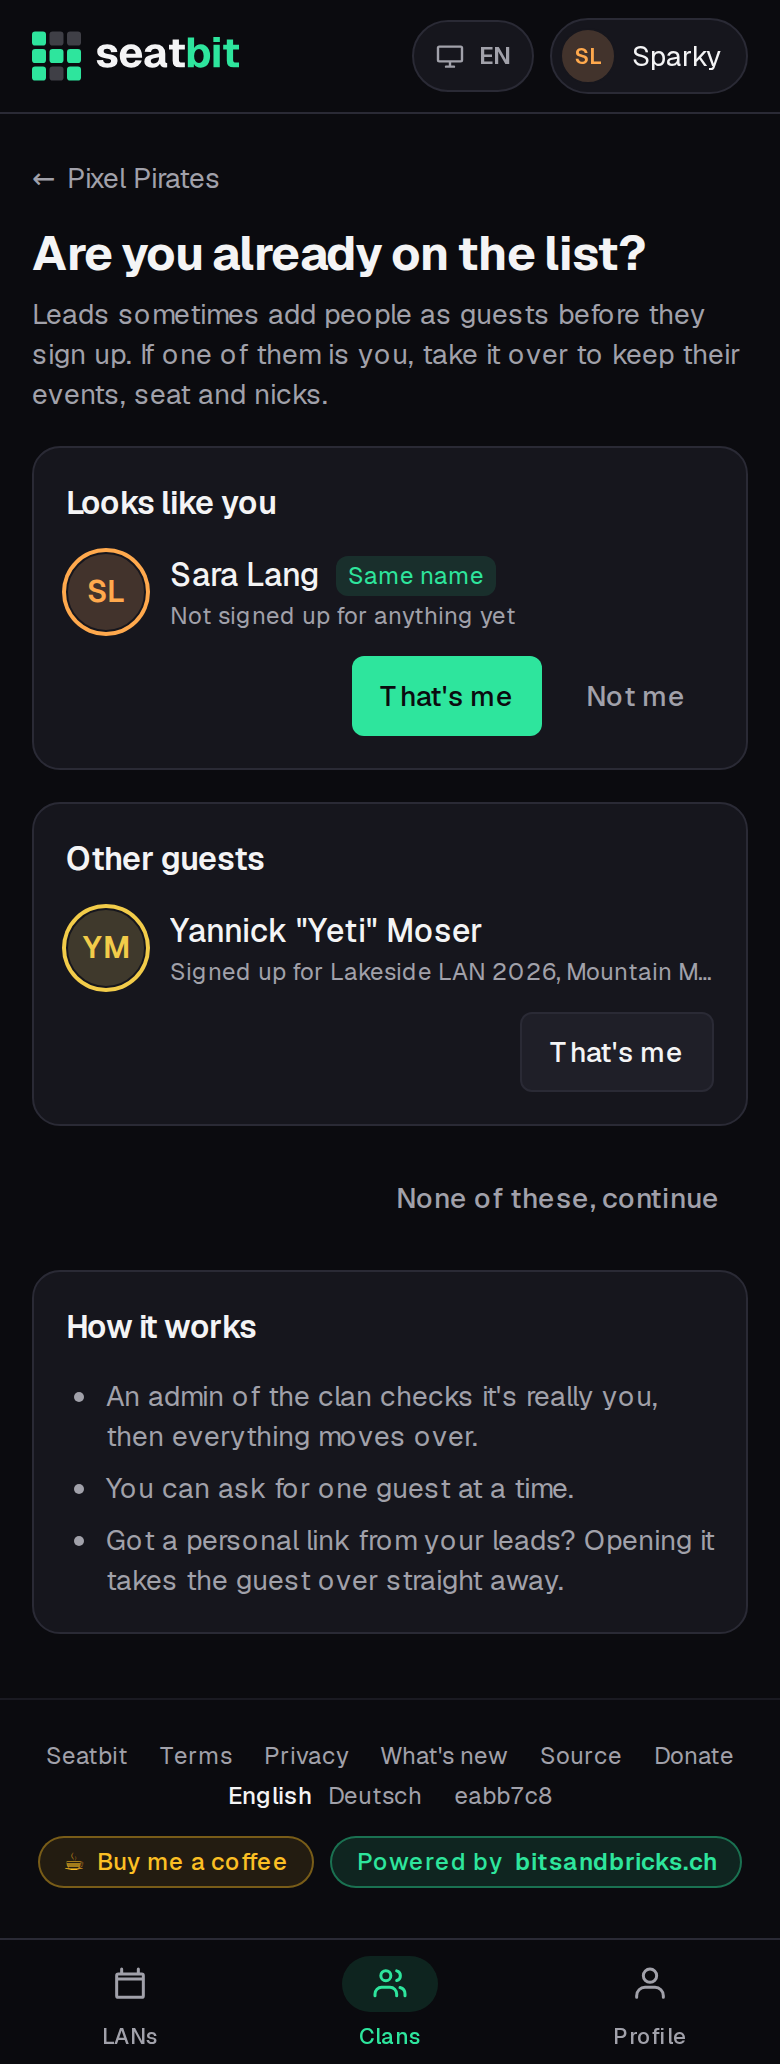 seatbit
EN
SL
Sparky
← Pixel Pirates
Are you already on the list?
Leads sometimes add people as guests before they
sign up. If one of them is you, take it over to keep their
events, seat and nicks.
Looks like you
SL
Sara Lang
Same name
Not signed up for anything yet
That's me
Not me
Other guests
YM
Yannick "Yeti" Moser
Signed up for Lakeside LAN 2026, Mountain M...
That's me
None of these, continue
How it works
• An admin of the clan checks it's really you,
then everything moves over.
• You can ask for one guest at a time.
• Got a personal link from your leads? Opening it
takes the guest over straight away.
Seatbit Terms Privacy What's new Source Donate
English Deutsch eabb7c8
☕ Buy me a coffee
Powered by bitsandbricks.ch
LANs
Clans
Profile